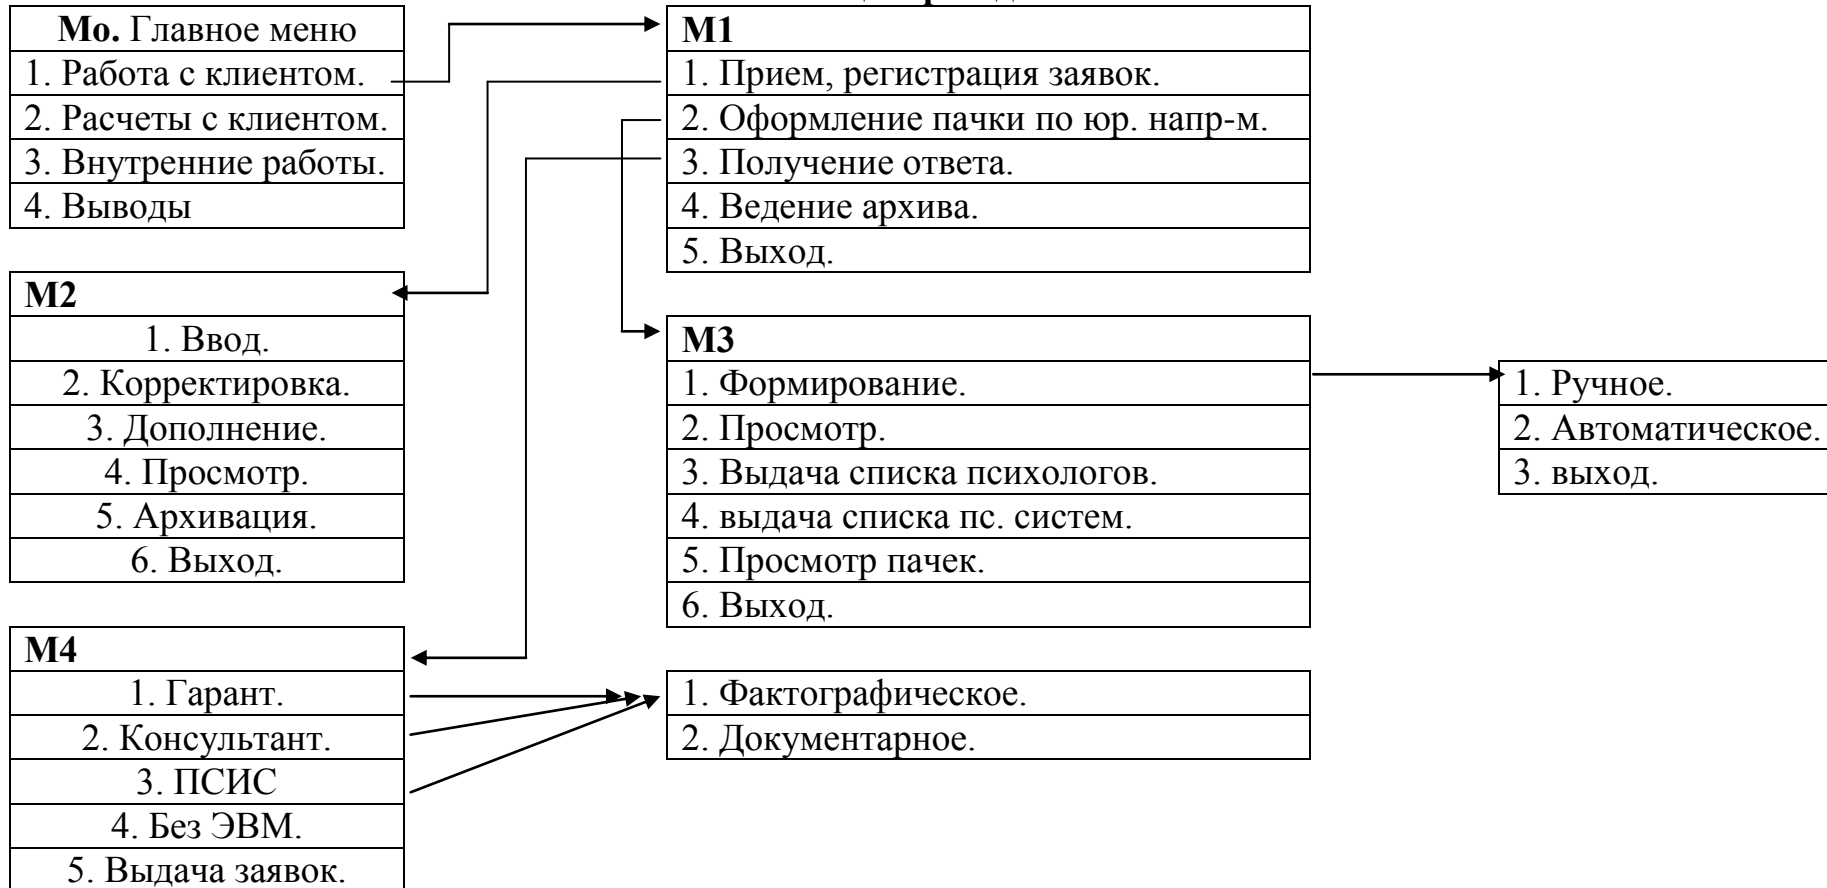 Мо. Главное меню
1. Работа с клиентом.
2. Расчеты с клиентом.
3. Внутренние работы.
4. Выводы
М1
1. Прием, регистрация заявок.
2. Оформление пачки по юр. напр-м.
3. Получение ответа.
4. Ведение архива.
5. Выход.
М2
1. Ввод.
2. Корректировка.
3. Дополнение.
4. Просмотр.
5. Архивация.
6. Выход.
М3
1. Формирование.
2. Просмотр.
3. Выдача списка психологов.
4. выдача списка пс. систем.
5. Просмотр пачек.
6. Выход.
1. Ручное.
2. Автоматическое.
3. выход.
М4
1. Гарант.
2. Консультант.
3. ПСИС
4. Без ЭВМ.
5. Выдача заявок.
1. Фактографическое.
2. Документарное.